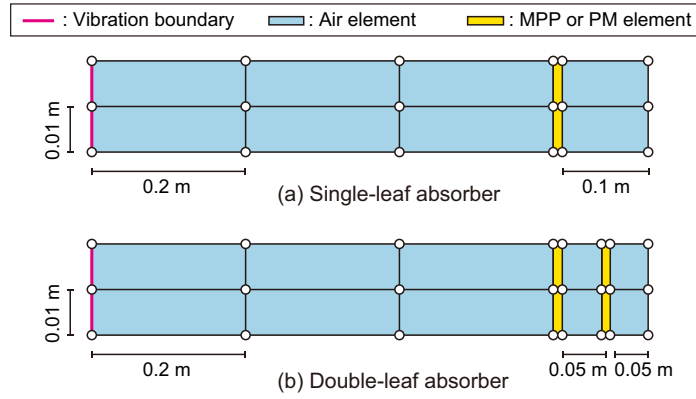 : Vibration boundary : Air element : MPP or PM element
0.01 m
0.2 m
0.1 m
(a) Single-leaf absorber
0.01 m
0.2 m
0.05 m
0.05 m
(b) Double-leaf absorber